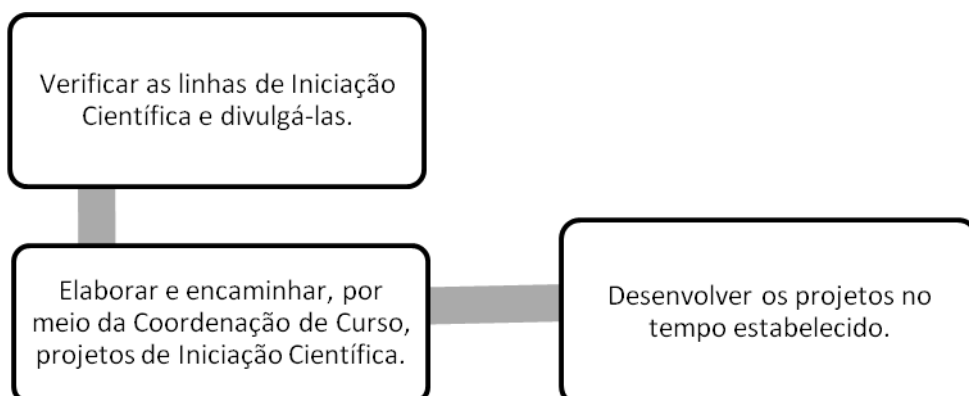 Verificar as linhas de Iniciação
Científica e divulgá-las.
Elaborar e encaminhar, por
meio da Coordenação de Curso,
projetos de Iniciação Científica.
Desenvolver os projetos no
tempo estabelecido.